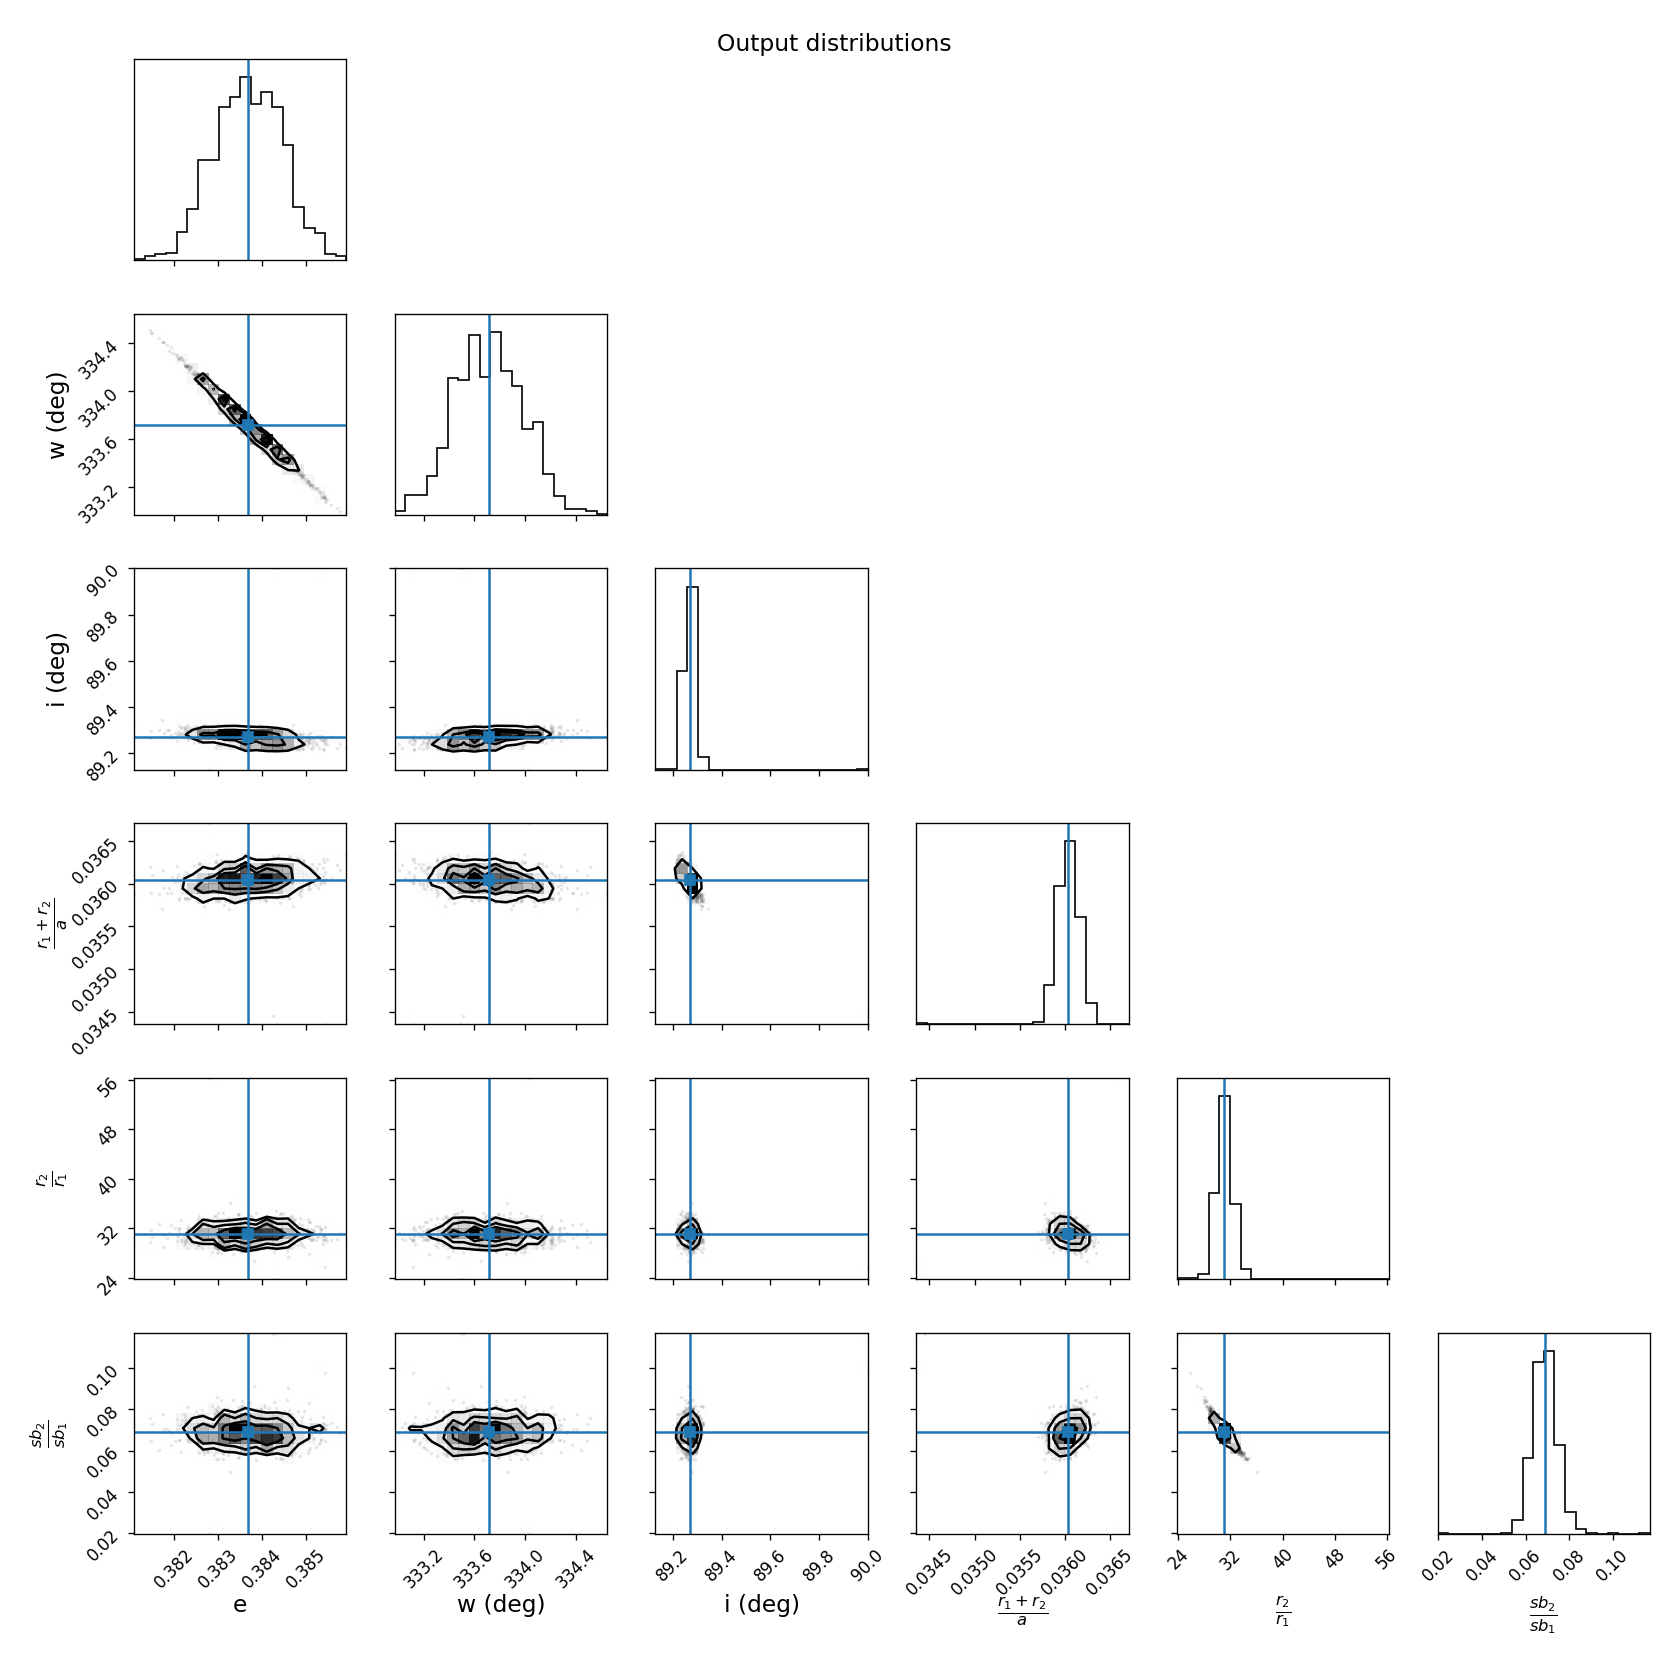 Output distributions
w (deg)
334.4
334.0
333.6
333.2
i (deg)
90.0
89.8
89.6
89.4
89.2
r₁ + r₂
a
0.0365
0.0360
0.0355
0.0350
0.0345
r₂
r₁
56
48
40
32
24
sb₂
sb₁
0.10
0.08
0.06
0.04
0.02
0.382 0.383 0.384 0.385 333.2 333.6 334.0 334.4 89.2 89.4 89.6 89.8 90.0 0.0345 0.0350 0.0355 0.0360 0.0365 24 32 40 48 56 0.02 0.04 0.06 0.08 0.10
e w (deg) i (deg) r₁ + r₂ r₂ sb₂
a r₁ sb₁